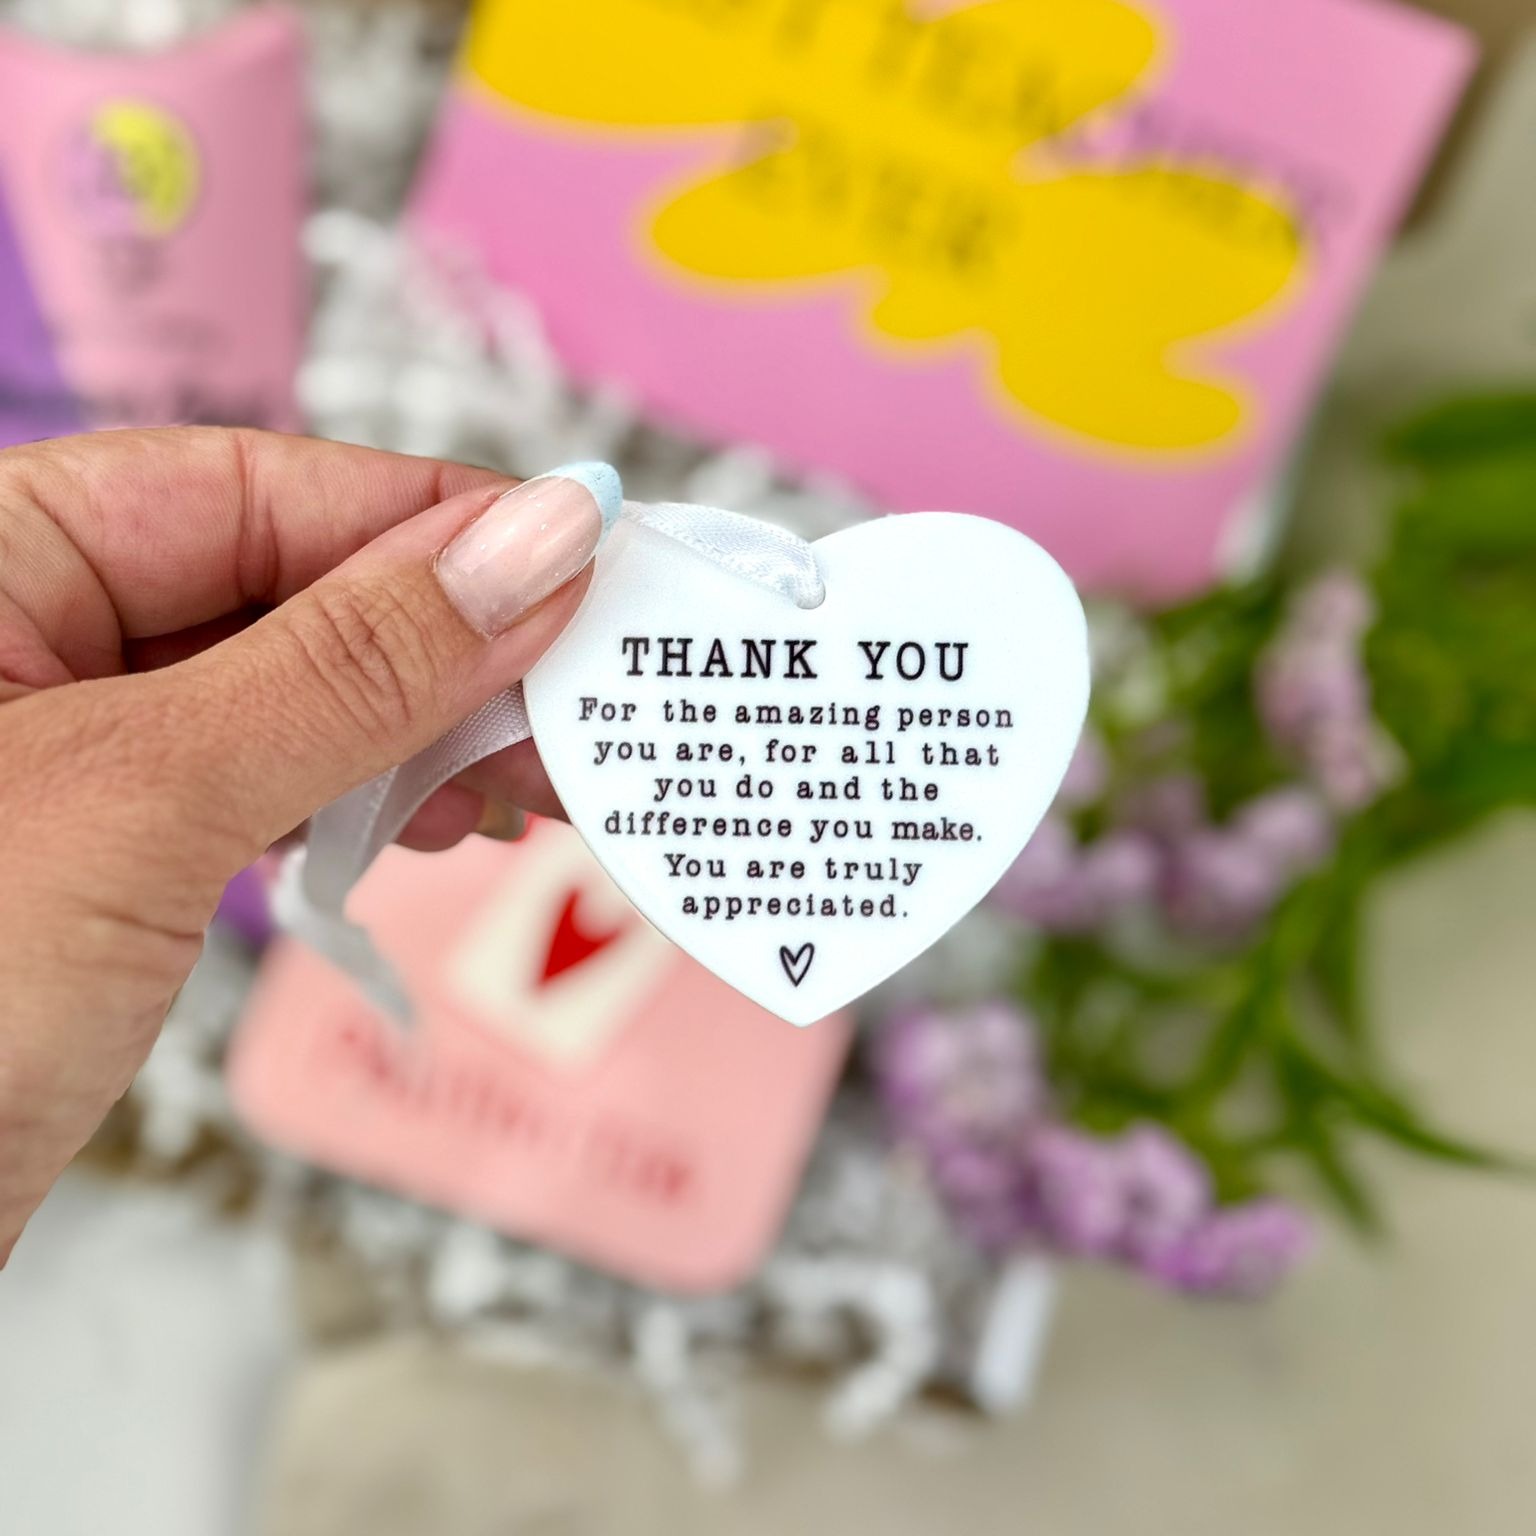 THANK YOU
For the amazing person
you are, for all that
you do and the
difference you make.
You are truly
appreciated.